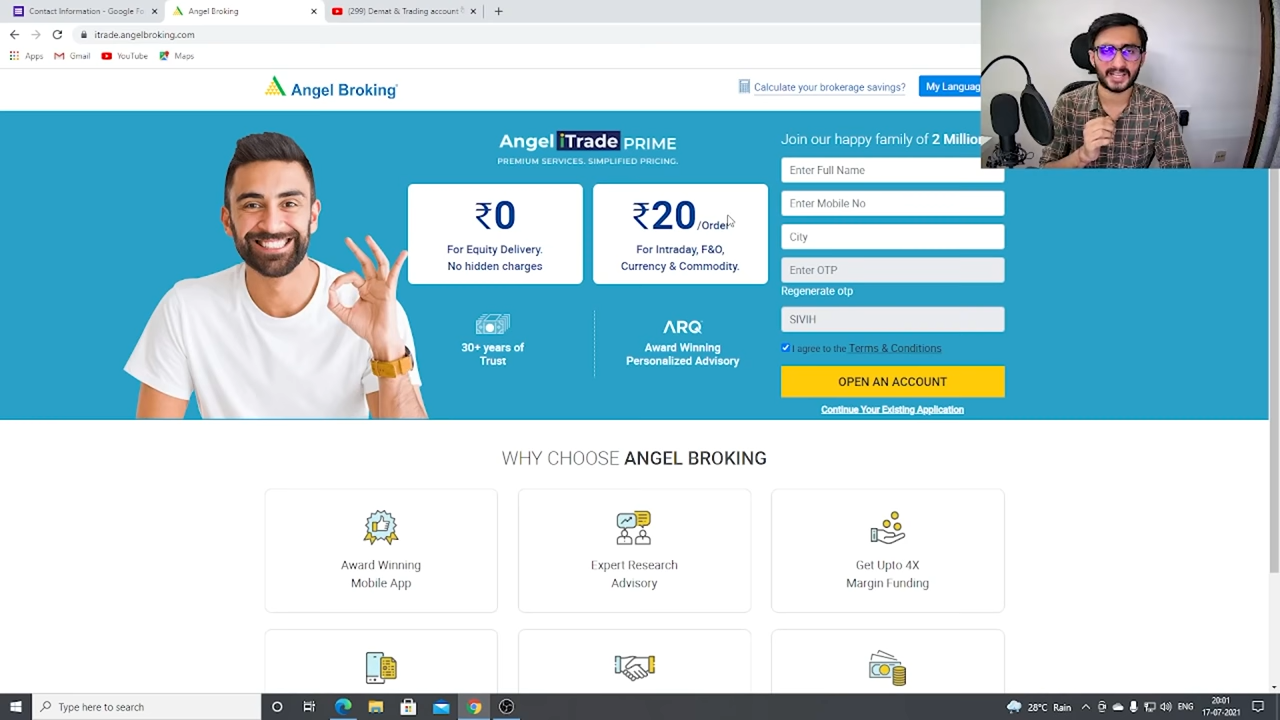 Contact Information - Google Fo
Angel Broking
(299) Demat & Trading account
itrade.angelbroking.com
Apps
Gmail
YouTube
Maps
Angel Broking
Calculate your brokerage savings?
My Languag
Angel iTrade PRIME
PREMIUM SERVICES. SIMPLIFIED PRICING.
₹0
For Equity Delivery.
No hidden charges
₹20 /Order
For Intraday, F&O,
Currency & Commodity.
30+ years of
Trust
ARQ
Award Winning
Personalized Advisory
Join our happy family of 2 Million
Enter Full Name
Enter Mobile No
City
Enter OTP
Regenerate otp
SIVIH
I agree to the Terms & Conditions
OPEN AN ACCOUNT
Continue Your Existing Application
WHY CHOOSE ANGEL BROKING
Award Winning
Mobile App
Expert Research
Advisory
Get Upto 4X
Margin Funding
Type here to search
28°C Rain
ENG
20:01
17-07-2021